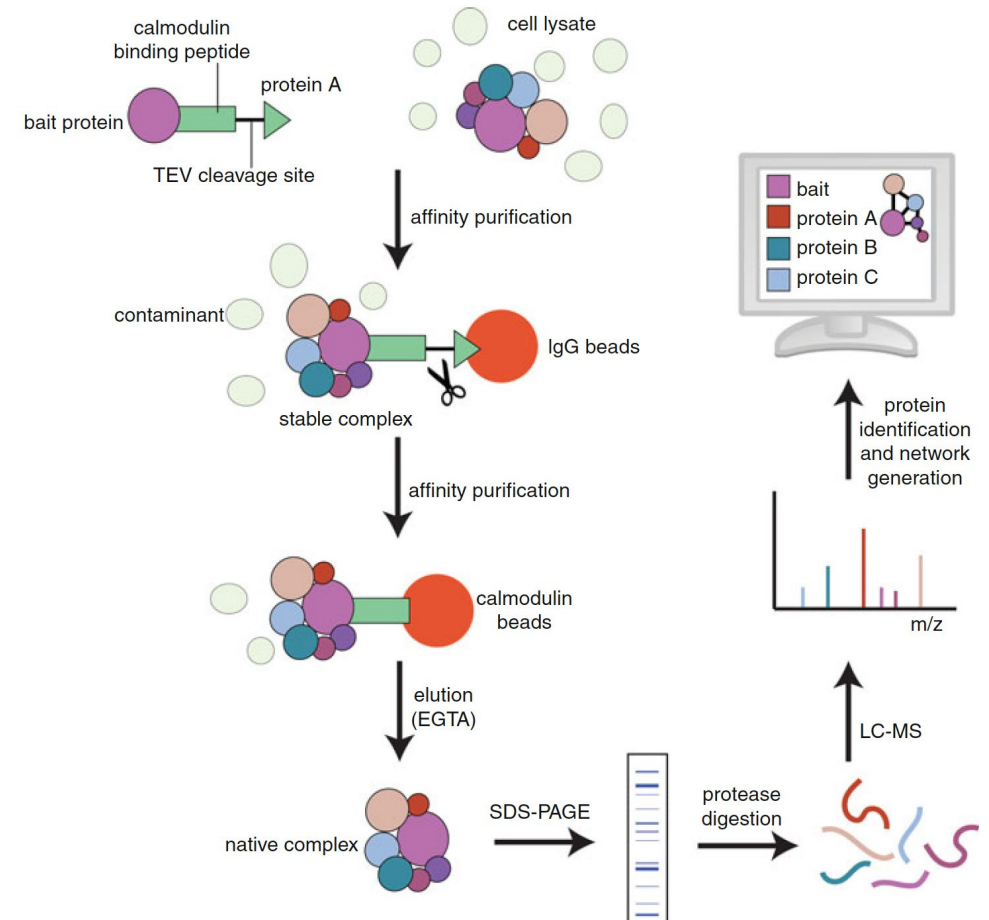 calmodulin
binding peptide
protein A
bait protein
TEV cleavage site
cell lysate
affinity purification
contaminant
IgG beads
stable complex
affinity purification
calmodulin
beads
elution
(EGTA)
native complex
SDS-PAGE
protease
digestion
LC-MS
m/z
protein
identification
and network
generation
bait
protein A
protein B
protein C